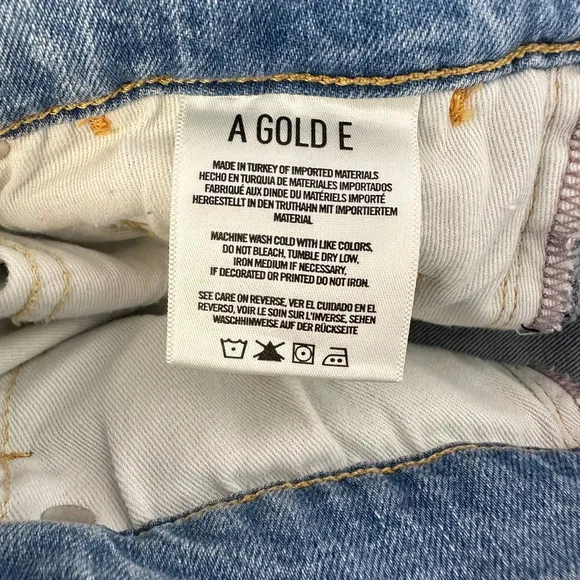 A GOLD E
MADE IN TURKEY OF IMPORTED MATERIALS
HECHO EN TURQUIA DE MATERIALES IMPORTADOS
FABRIQUÉ AUX DINDE DU MATÉRIELS IMPORTÉ
HERGESTELLT IN DEN TRUTHAHN MIT IMPORTIERTEM
MATERIAL
MACHINE WASH COLD WITH LIKE COLORS,
DO NOT BLEACH, TUMBLE DRY LOW,
IRON MEDIUM IF NECESSARY,
IF DECORATED OR PRINTED DO NOT IRON.
SEE CARE ON REVERSE, VER EL CUIDADO EN EL
REVERSO, VOIR LE SOIN SUR L'INVERSE, SEHEN
WASCHHINWEISE AUF DER RÜCKSEITE